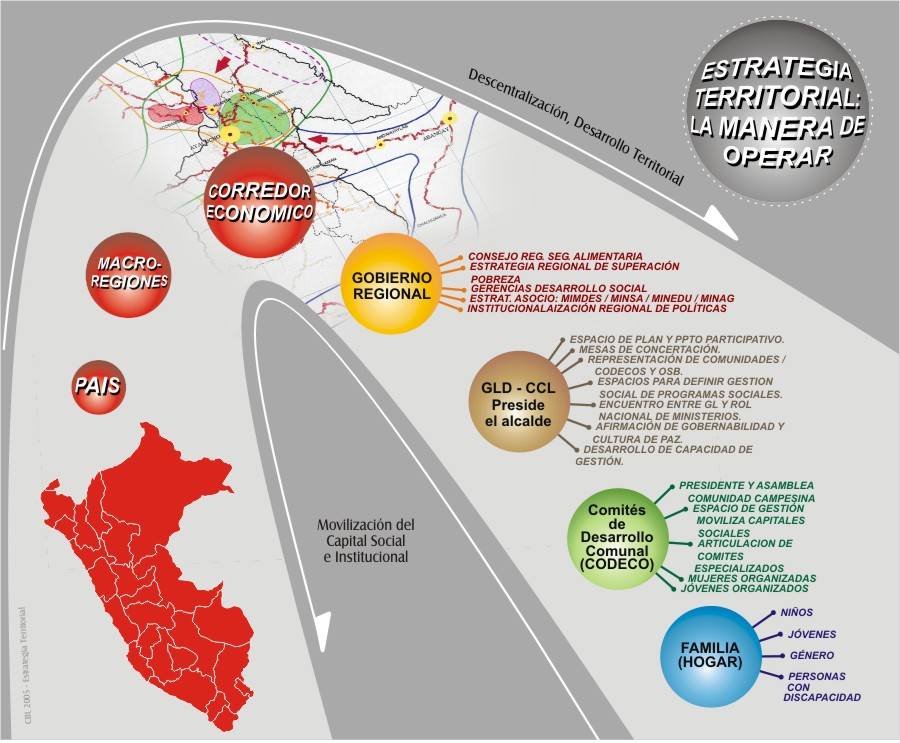 ESTRATEGIA
TERRITORIAL:
LA MANERA DE
OPERAR
Descentralización, Desarrollo Territorial
CORREDOR
ECONOMICO
ABANCAY
MACRO-
REGIONES
PAIS
GOBIERNO
REGIONAL
CONSEJO REG. SEG. ALIMENTARIA
ESTRATEGIA REGIONAL DE SUPERACIÓN
POBREZA
GERENCIAS DESARROLLO SOCIAL
ESTRAT. ASOCIO: MIMDES / MINSA / MINEDU / MINAG
INSTITUCIONALAIZACIÓN REGIONAL DE POLÍTICAS
GLD - CCL
Preside
el alcalde
ESPACIO DE PLAN Y PPTO PARTICIPATIVO.
MESAS DE CONCERTACIÓN.
REPRESENTACIÓN DE COMUNIDADES /
CODECOS Y OSB.
ESPACIOS PARA DEFINIR GESTION
SOCIAL DE PROGRAMAS SOCIALES.
ENCUENTRO ENTRE GL Y ROL
NACIONAL DE MINISTERIOS.
AFIRMACIÓN DE GOBERNABILIDAD Y
CULTURA DE PAZ.
DESARROLLO DE CAPACIDAD DE
GESTIÓN.
Comités
de
Desarrollo
Comunal
(CODECO)
PRESIDENTE Y ASAMBLEA
COMUNIDAD CAMPESINA
ESPACIO DE GESTIÓN
MOVILIZA CAPITALES
SOCIALES
ARTICULACION DE
COMITES
ESPECIALIZADOS
MUJERES ORGANIZADAS
JÓVENES ORGANIZADOS
FAMILIA
(HOGAR)
NIÑOS
JÓVENES
GÉNERO
PERSONAS
CON
DISCAPACIDAD
Movilización del
Capital Social
e Institucional
CBL 2005 - Estrategia Territorial